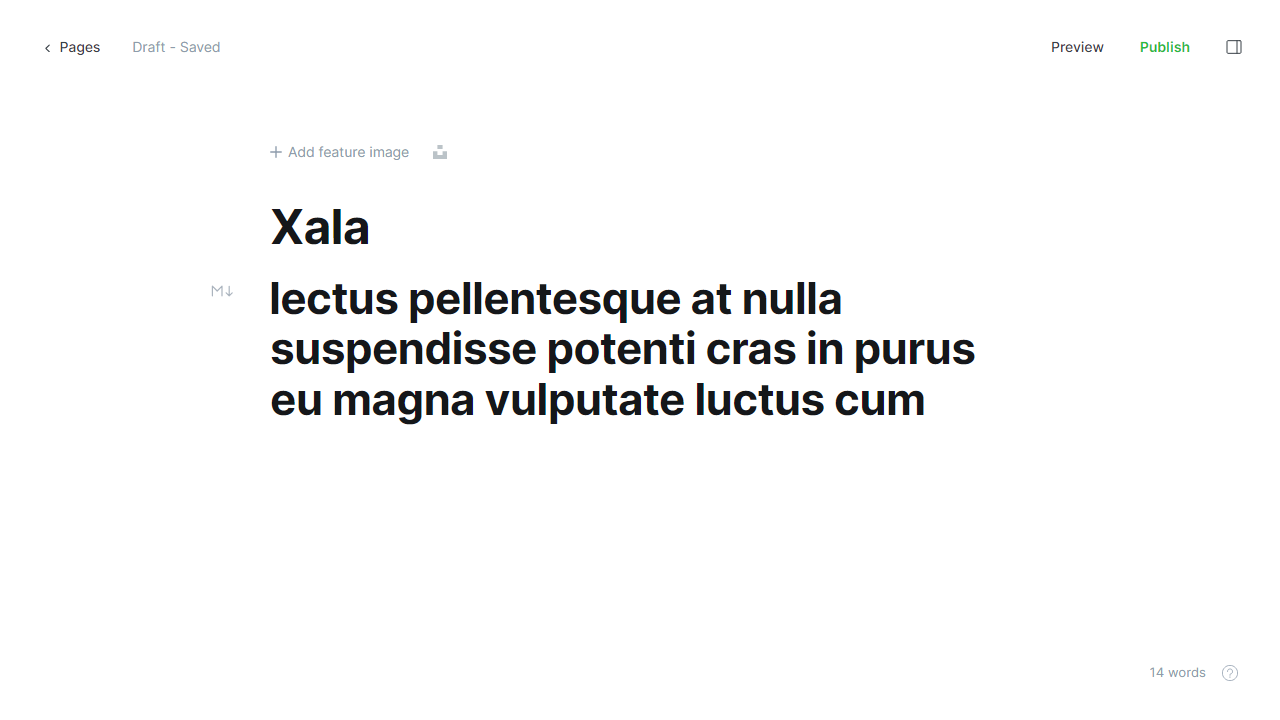 Pages
Draft - Saved
Preview
Publish
Add feature image
Xala
M↓
lectus pellentesque at nulla
suspendisse potenti cras in purus
eu magna vulputate luctus cum
14 words
?